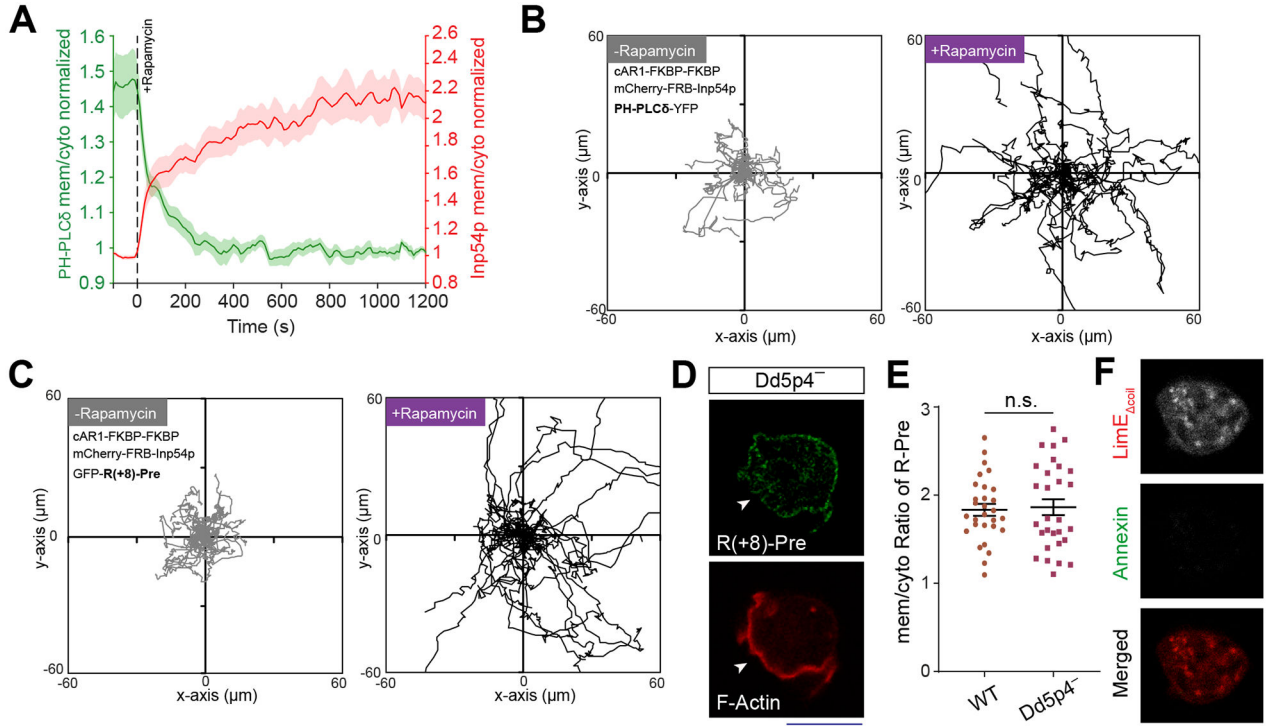 A
+Rapamycin
PH-PLCδ mem/cyto normalized
1.6
1.5
1.4
1.3
1.2
1.1
1
0.9
Inp54p mem/cyto normalized
2.6
2.4
2.2
2
1.8
1.6
1.4
1.2
1
0.8
0 200 400 600 800 1000 1200
Time (s)
B
60
-Rapamycin
cAR1-FKBP-FKBP
mCherry-FRB-Inp54p
PH-PLCδ-YFP
y-axis (µm)
0
-60
-60 0 60
x-axis (µm)
60
+Rapamycin
y-axis (µm)
0
-60
-60 0 60
x-axis (µm)
C
60
-Rapamycin
cAR1-FKBP-FKBP
mCherry-FRB-Inp54p
GFP-R(+8)-Pre
y-axis (µm)
0
-60
-60 0 60
x-axis (µm)
60
+Rapamycin
y-axis (µm)
0
-60
-60 0 60
x-axis (µm)
D
Dd5p4⁻
R(+8)-Pre
F-Actin
E
n.s.
mem/cyto Ratio of R-Pre
3
2
1
0
WT Dd5p4⁻
F
LimE Δcoil
Annexin
Merged